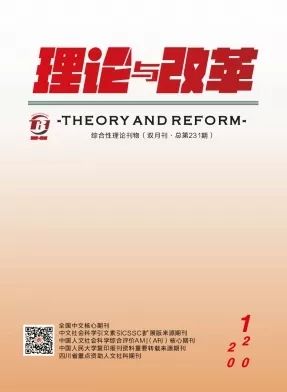 理论与改革
-THEORY AND REFORM-
综合性理论刊物（双月刊·总第231期）
全国中文核心期刊
中文社会科学引文索引CSSCI扩展版来源期刊
中国人文社会科学综合评价AMI（ARI）核心期刊
中国人民大学复印报刊资料重要转载来源期刊
四川省重点资助人文社科期刊
1
2020